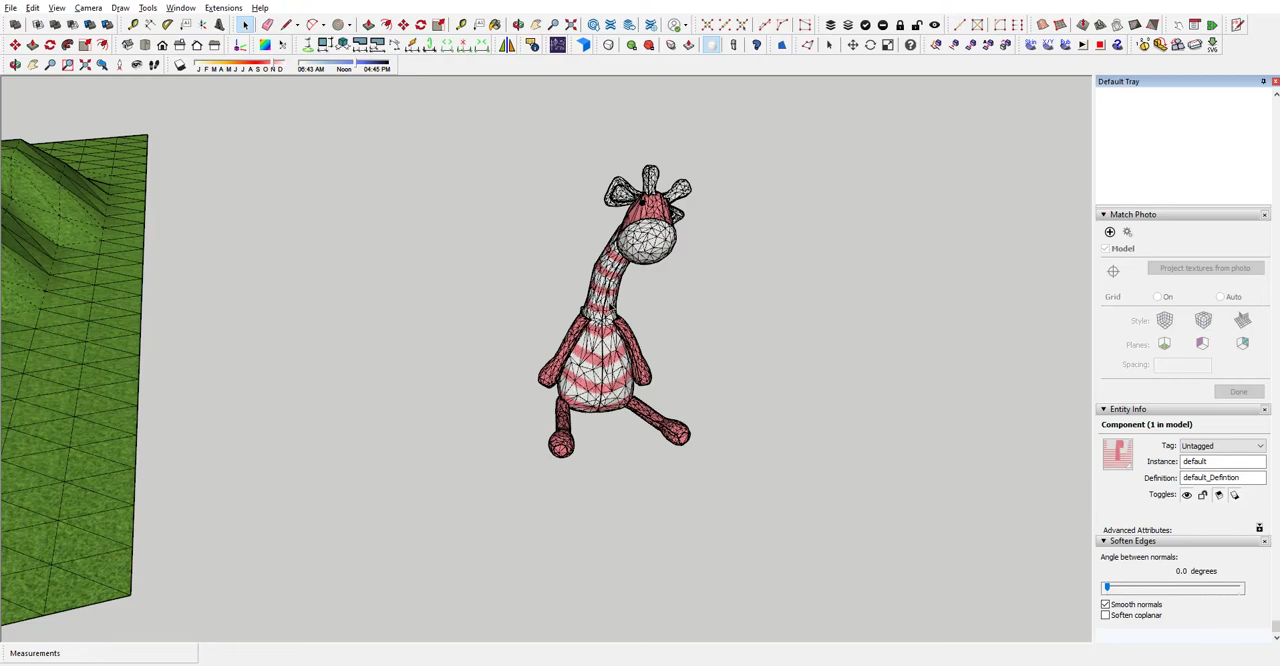 File Edit View Camera Draw Tools Window Extensions Help
J F M A M J J A S O N D 06:43 AM Noon 04:45 PM
Default Tray
Match Photo
Model
Project textures from photo
Grid On Auto
Style:
Planes:
Spacing:
Done
Entity Info
Component (1 in model)
Tag: Untagged
Instance: default
Definition: default_Defintion
Toggles:
Advanced Attributes:
Soften Edges
Angle between normals:
0.0 degrees
Smooth normals
Soften coplanar
Measurements